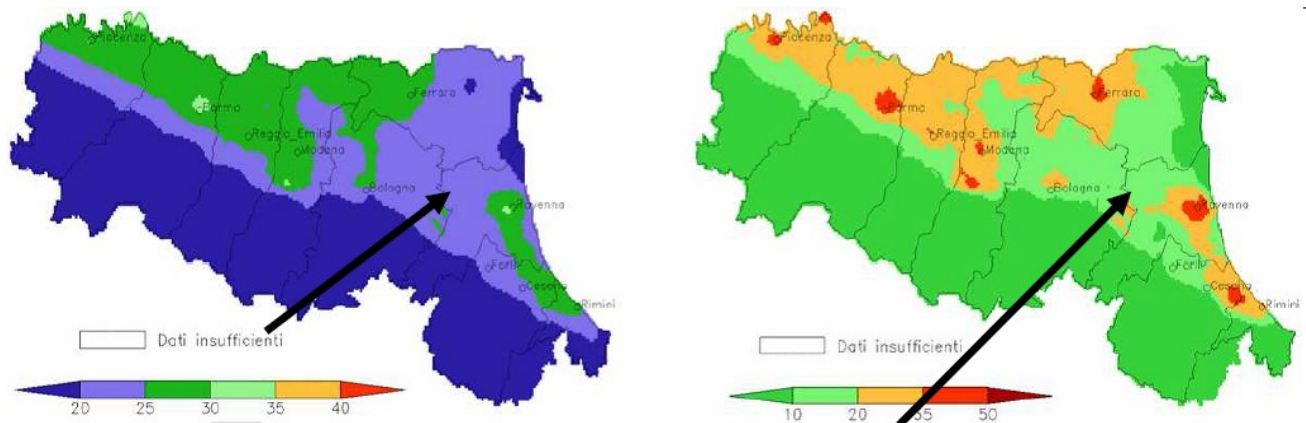 Piacenza
Parma
Reggio_Emilia
Modena
Bologna
Ferrara
Ravenna
Forlì
Cesena
Rimini
Dati insufficienti
20 25 30 35 40
Piacenza
Parma
Reggio_Emilia
Modena
Bologna
Ferrara
Ravenna
Forlì
Cesena
Rimini
Dati insufficienti
10 20 35 50